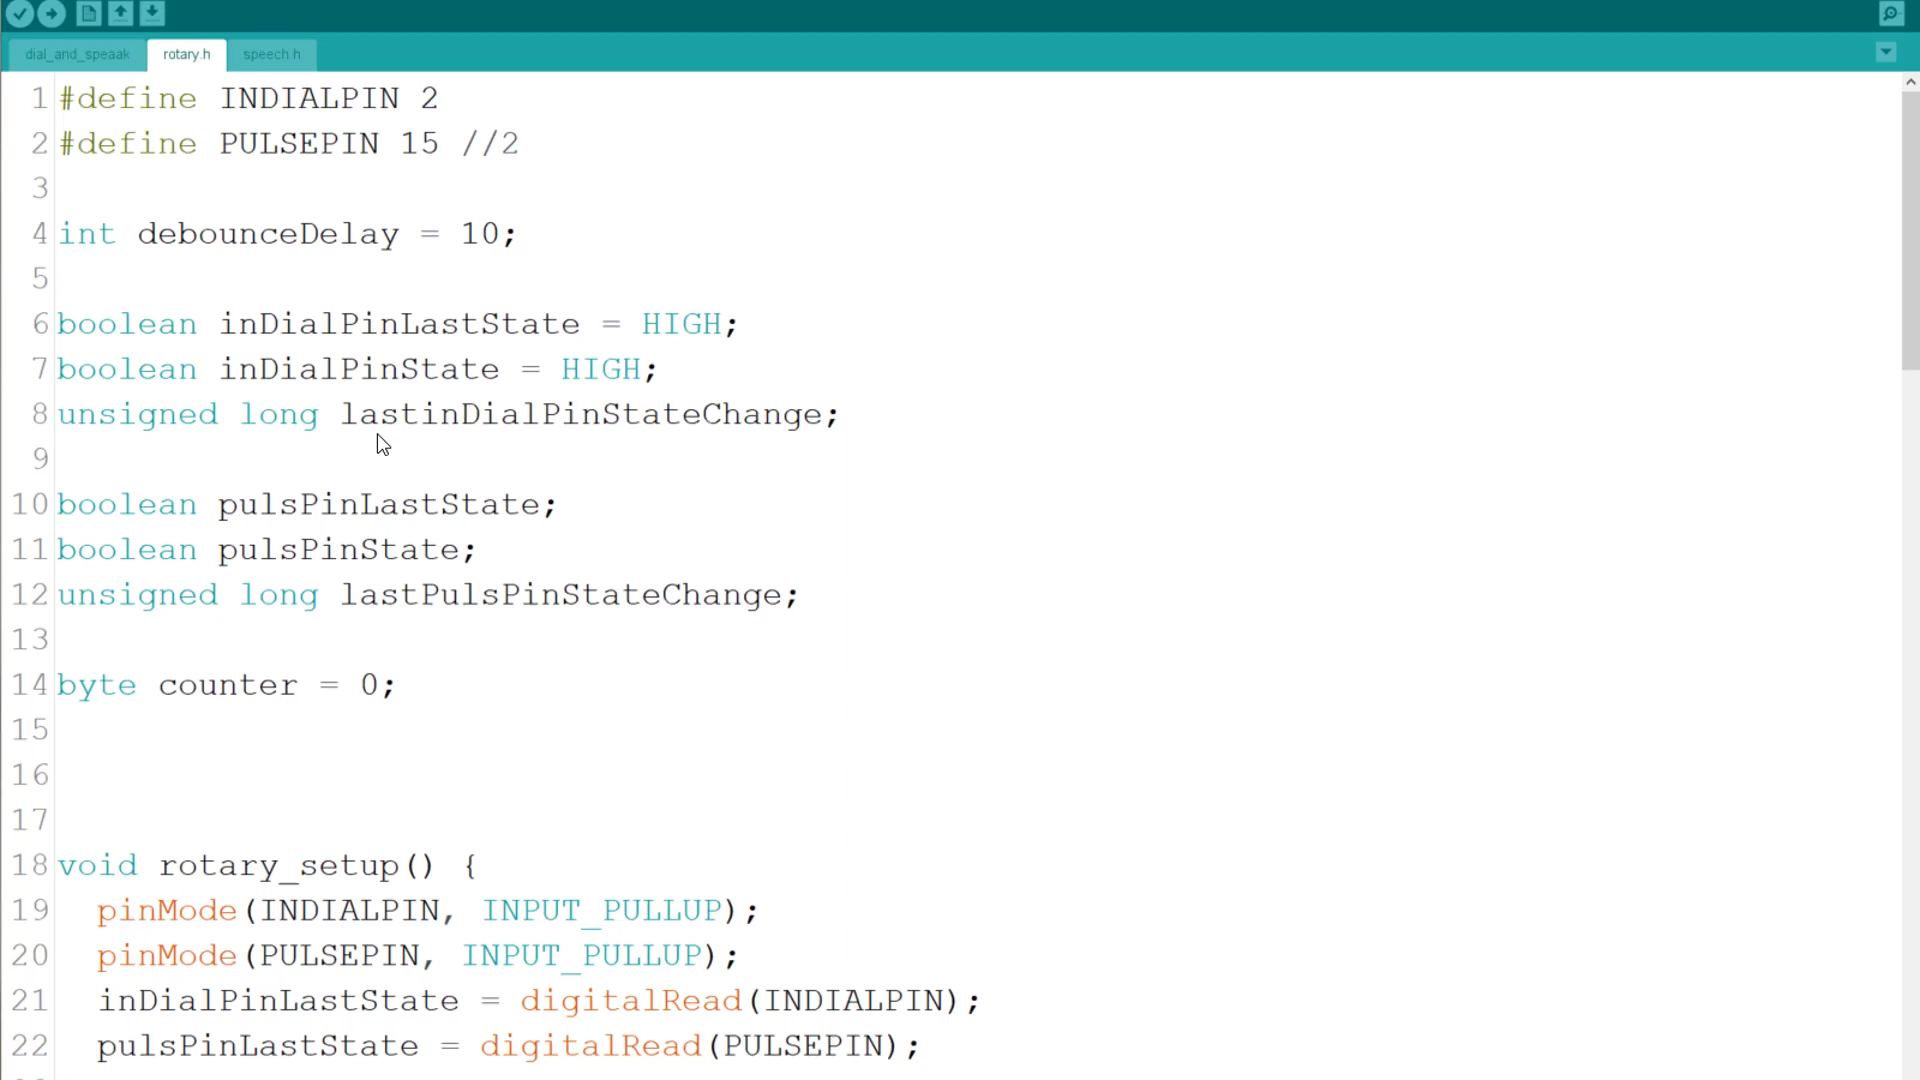 dial_and_speaak rotary.h speech.h
1 #define INDIALPIN 2
2 #define PULSEPIN 15 //2
3
4 int debounceDelay = 10;
5
6 boolean inDialPinLastState = HIGH;
7 boolean inDialPinState = HIGH;
8 unsigned long lastinDialPinStateChange;
9
10 boolean pulsPinLastState;
11 boolean pulsPinState;
12 unsigned long lastPulsPinStateChange;
13
14 byte counter = 0;
15
16
17
18 void rotary_setup() {
19 pinMode(INDIALPIN, INPUT_PULLUP);
20 pinMode(PULSEPIN, INPUT_PULLUP);
21 inDialPinLastState = digitalRead(INDIALPIN);
22 pulsPinLastState = digitalRead(PULSEPIN);